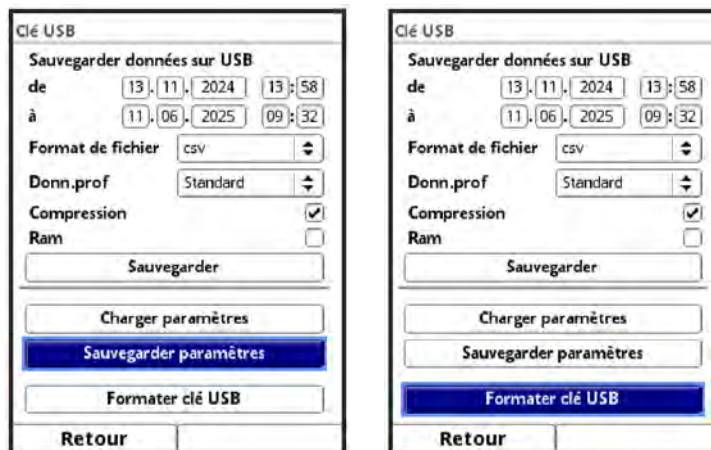 Clé USB
Sauvegarder données sur USB
de 13. 11. 2024 13:58
à 11. 06. 2025 09:32
Format de fichier csv
Donn.prof Standard
Compression
Ram
Sauvegarder
Charger paramètres
Sauvegarder paramètres
Formater clé USB
Retour
Clé USB
Sauvegarder données sur USB
de 13. 11. 2024 13:58
à 11. 06. 2025 09:32
Format de fichier csv
Donn.prof Standard
Compression
Ram
Sauvegarder
Charger paramètres
Sauvegarder paramètres
Formater clé USB
Retour